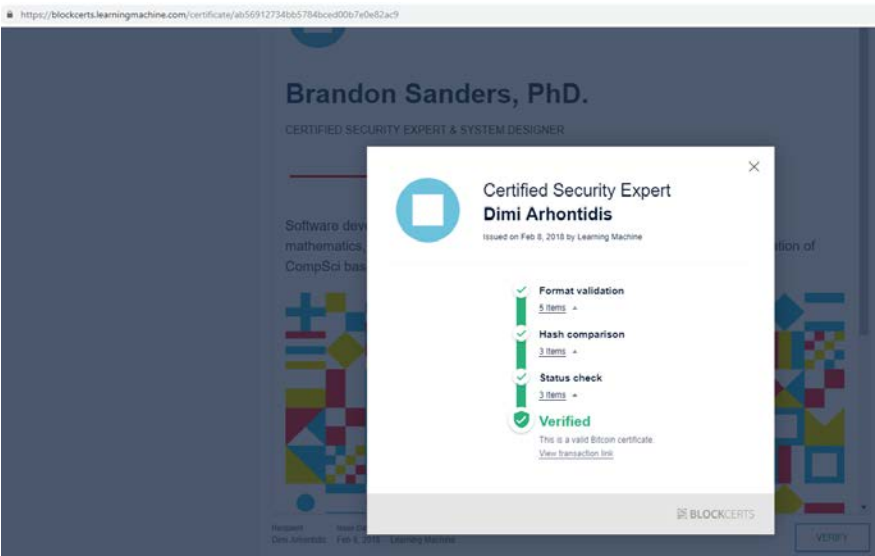 https://blockcerts.learningmachine.com/certificate/ab56912734bb5784bced00b7e0e82ac9
Brandon Sanders, PhD.
CERTIFIED SECURITY EXPERT & SYSTEM DESIGNER
Certified Security Expert
Dimi Arhontidis
Issued on Feb 8, 2018 by Learning Machine
Software deve
mathematics,
tion of
CompSci bas
Format validation
5 Items
Hash comparison
3 Items
Status check
3 Items
Verified
This is a valid Bitcoin certificate.
View transaction link
BLOCKCERTS
Recipient Issue Da
Dimi Arhontidis Feb 8, 2018 Learning Machine
VERIFY